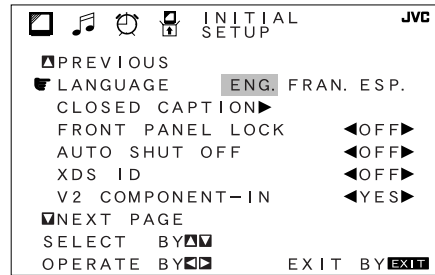 INITIAL SETUP JVC
▲PREVIOUS
LANGUAGE ENG. FRAN. ESP.
CLOSED CAPTION▶
FRONT PANEL LOCK ◀OFF▶
AUTO SHUT OFF ◀OFF▶
XDS ID ◀OFF▶
V2 COMPONENT-IN ◀YES▶
▼NEXT PAGE
SELECT BY▲▼
OPERATE BY◀▶ EXIT BY EXIT